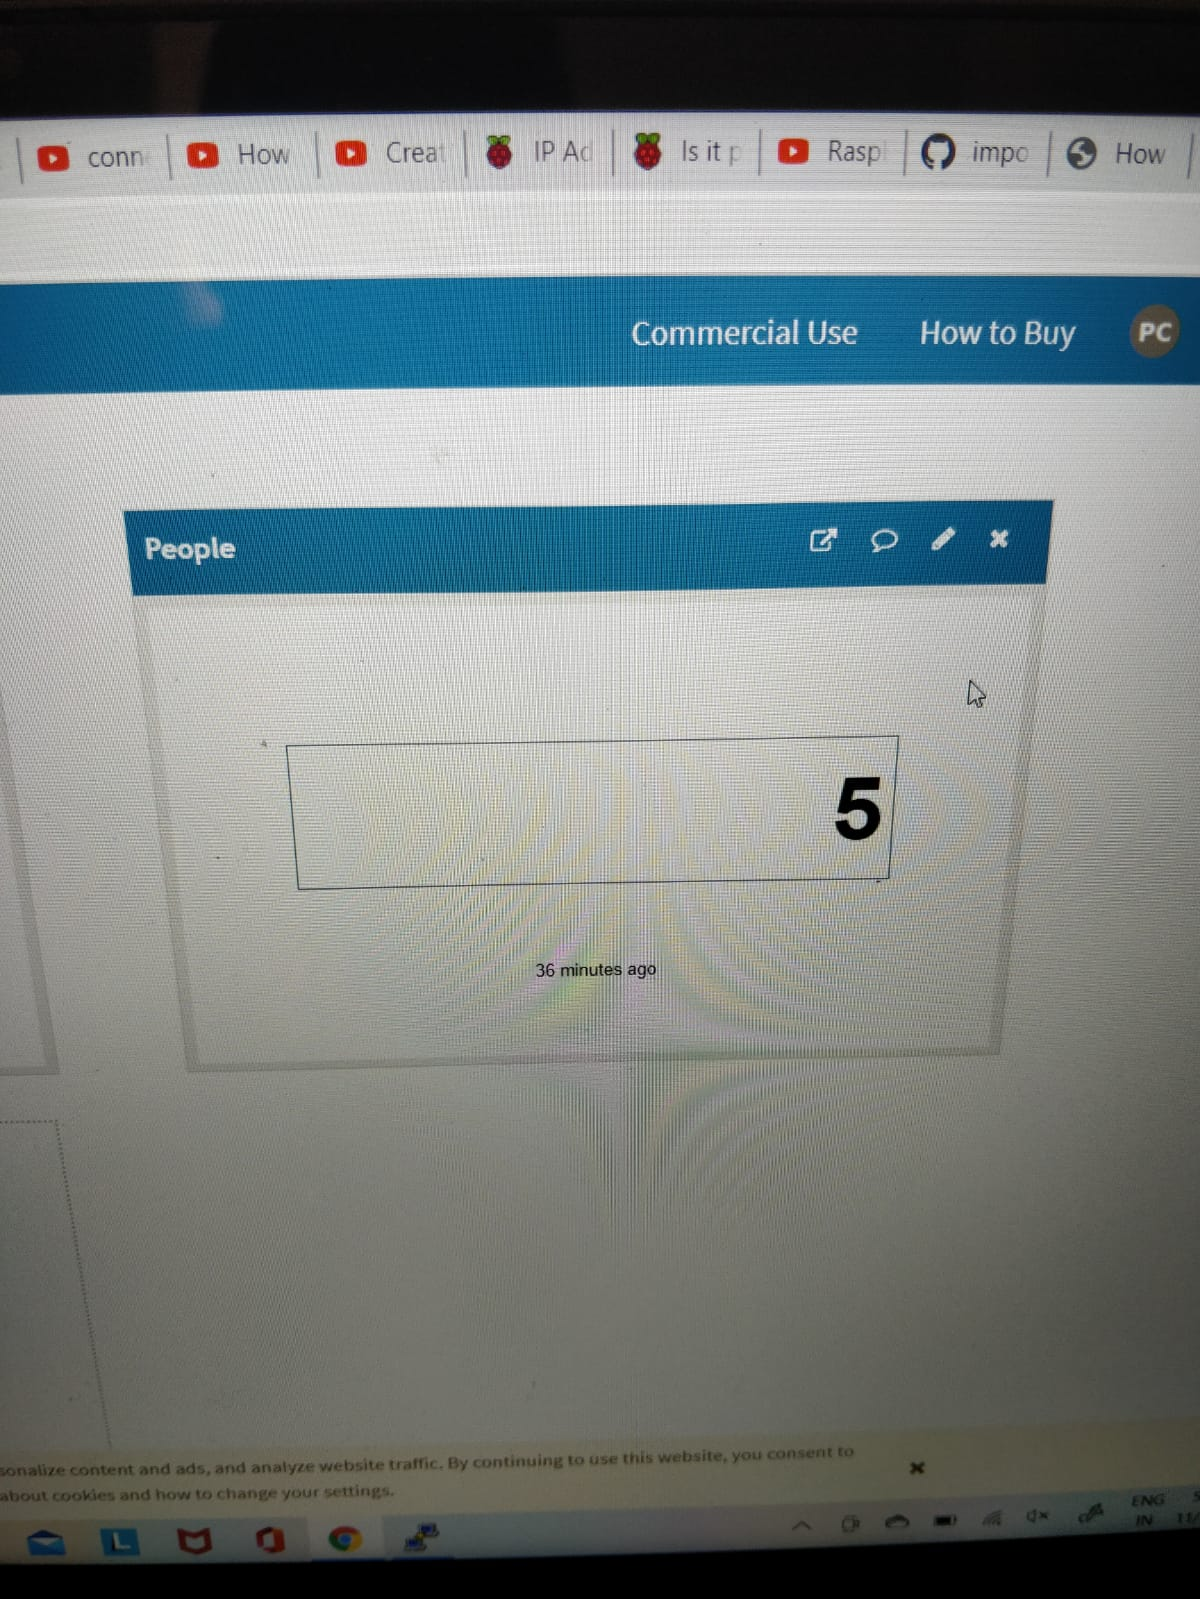 conn
How
Creat
IP Ad
Is it p
Rasp
impo
How
Commercial Use
How to Buy
PC
People
5
36 minutes ago
sonalize content and ads, and analyze website traffic. By continuing to use this website, you consent to
about cookies and how to change your settings.
ENG
IN
L